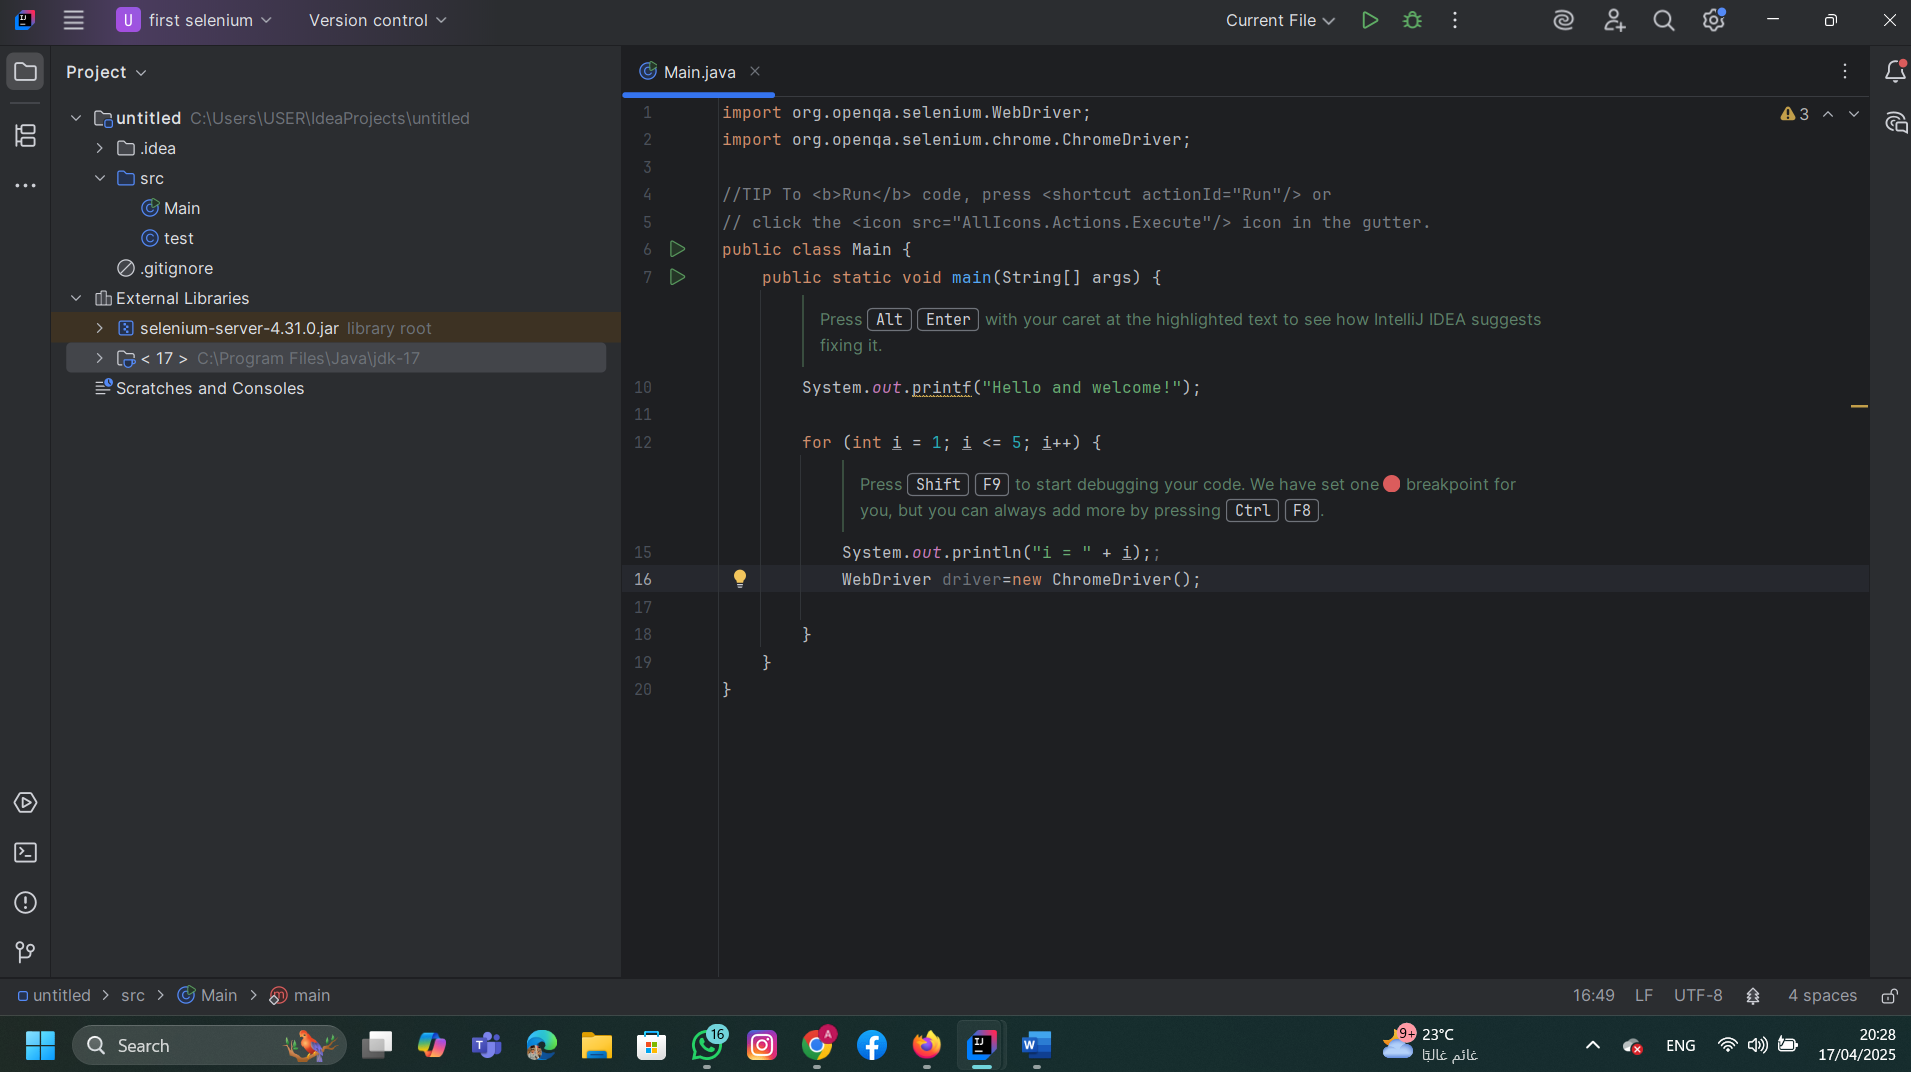 U first selenium
Version control
Current File
Project
Main.java
untitled C:\Users\USER\IdeaProjects\untitled
.idea
src
Main
test
.gitignore
External Libraries
selenium-server-4.31.0.jar library root
< 17 > C:\Program Files\Java\jdk-17
Scratches and Consoles
3
1 import org.openqa.selenium.WebDriver;
2 import org.openqa.selenium.chrome.ChromeDriver;
3
4 //TIP To <b>Run</b> code, press <shortcut actionId="Run"/> or
5 // click the <icon src="AllIcons.Actions.Execute"/> icon in the gutter.
6 public class Main {
7 public static void main(String[] args) {
Press Alt Enter with your caret at the highlighted text to see how IntelliJ IDEA suggests
fixing it.
10 System.out.printf("Hello and welcome!");
11
12 for (int i = 1; i <= 5; i++) {
Press Shift F9 to start debugging your code. We have set one breakpoint for
you, but you can always add more by pressing Ctrl F8.
15 System.out.println("i = " + i);;
16 WebDriver driver=new ChromeDriver();
17
18 }
19 }
20 }
untitled > src > Main > main
16:49 LF UTF-8 4 spaces
Search
16
A
9+
23°C
غائم غالبًا
ENG
20:28
17/04/2025